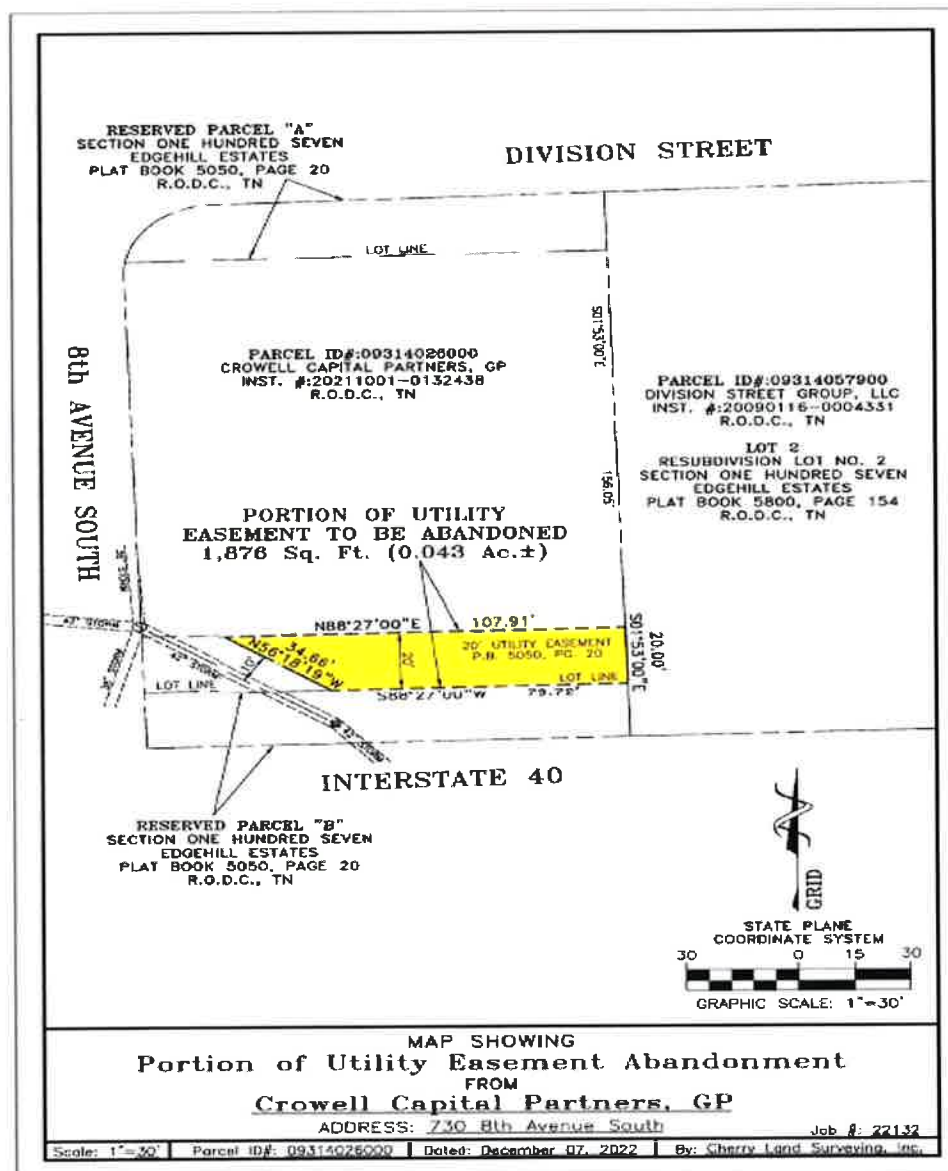 RESERVED PARCEL "A"
SECTION ONE HUNDRED SEVEN
EDGEHILL ESTATES
PLAT BOOK 5050, PAGE 20
R.O.D.C., TN
DIVISION STREET
LOT LINE
8th AVENUE SOUTH
PARCEL ID#:09314026000
CROWELL CAPITAL PARTNERS, GP
INST. #:20211001-0132438
R.O.D.C., TN
S01°53'00"E
156.05'
PARCEL ID#:09314057900
DIVISION STREET GROUP, LLC
INST. #:20090116-0004331
R.O.D.C., TN
LOT 2
RESUBDIVISION LOT NO. 2
SECTION ONE HUNDRED SEVEN
EDGEHILL ESTATES
PLAT BOOK 5800, PAGE 154
R.O.D.C., TN
PORTION OF UTILITY
EASEMENT TO BE ABANDONED
1,876 Sq. Ft. (0.043 Ac.±)
N88°27'00"E 107.91'
34.66'
N56°18'19"W
10'
20'
20' UTILITY EASEMENT
P.B. 5050, PG. 20
LOT LINE
S01°53'00"E
20.00'
42" STORM
LOT LINE
S88°27'00"W 79.72'
INTERSTATE 40
RESERVED PARCEL "B"
SECTION ONE HUNDRED SEVEN
EDGEHILL ESTATES
PLAT BOOK 5050, PAGE 20
R.O.D.C., TN
GRID
STATE PLANE
COORDINATE SYSTEM
30 0 15 30
GRAPHIC SCALE: 1"=30'
MAP SHOWING
Portion of Utility Easement Abandonment
FROM
Crowell Capital Partners, GP
ADDRESS: 730 8th Avenue South
Job #: 22132
Scale: 1"=30' Parcel ID#: 09314026000 Dated: December 07, 2022 By: Cherry Land Surveying, Inc.